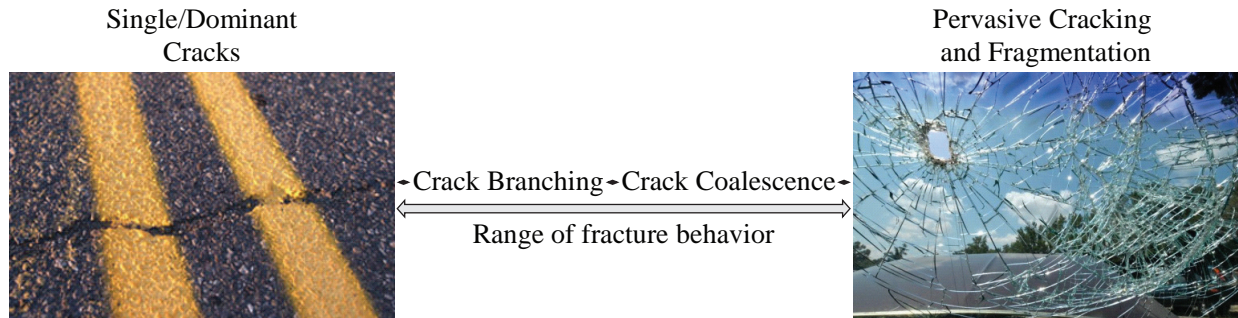 Single/Dominant
Cracks
Pervasive Cracking
and Fragmentation
Crack Branching
Crack Coalescence
Range of fracture behavior